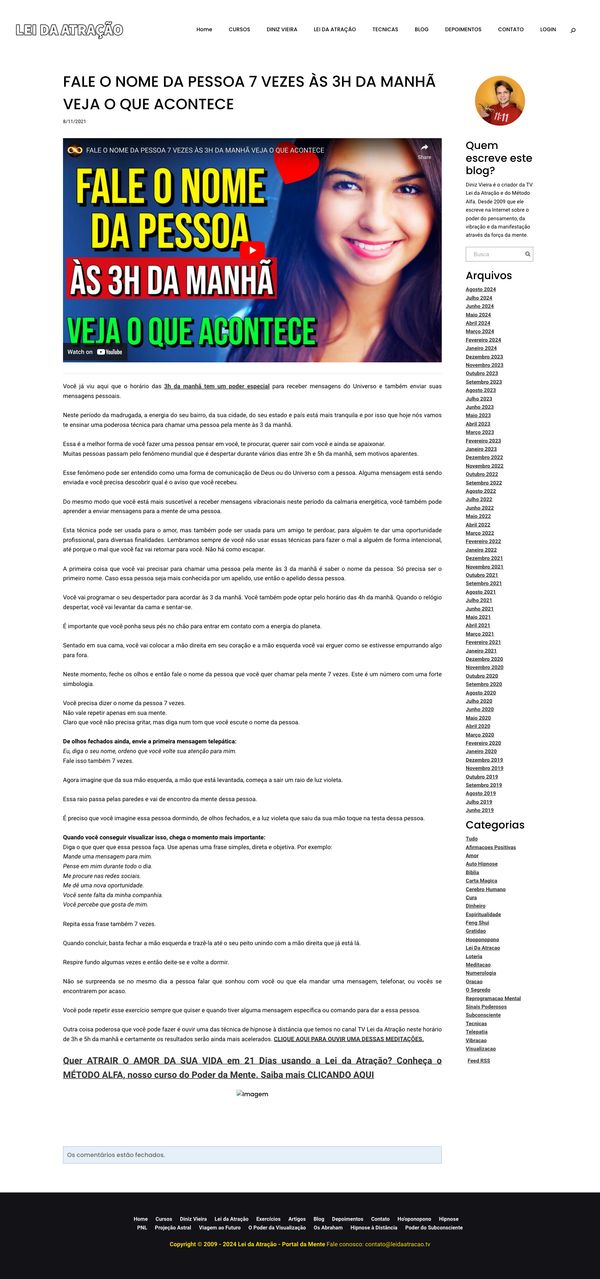 LEI DA ATRAÇÃO
Home CURSOS DINIZ VIEIRA LEI DA ATRAÇÃO TECNICAS BLOG DEPOIMENTOS CONTATO LOGIN
FALE O NOME DA PESSOA 7 VEZES ÀS 3H DA MANHÃ
VEJA O QUE ACONTECE
8/11/2021
FALE O NOME DA PESSOA 7 VEZES ÀS 3H DA MANHÃ VEJA O QUE ACONTECE
Share
FALE O NOME
DA PESSOA
ÀS 3H DA MANHÃ
VEJA O QUE ACONTECE
Watch on YouTube
Você já viu aqui que o horário das 3h da manhã tem um poder especial para receber mensagens do Universo e também enviar suas
mensagens pessoais.
Neste período da madrugada, a energia do seu bairro, da sua cidade, do seu estado e país está mais tranquila e por isso que hoje nós vamos
te ensinar uma poderosa técnica para chamar uma pessoa pela mente às 3 da manhã.
Essa é a melhor forma de você fazer uma pessoa pensar em você, te procurar, querer sair com você e ainda se apaixonar.
Muitas pessoas passam pelo fenômeno mundial que é despertar durante vários dias entre 3h e 5h da manhã, sem motivos aparentes.
Esse fenômeno pode ser entendido como uma forma de comunicação de Deus ou do Universo com a pessoa. Alguma mensagem está sendo
enviada e você precisa descobrir qual é o aviso que você recebeu.
Do mesmo modo que você está mais suscetível a receber mensagens vibracionais neste período da calmaria energética, você também pode
aprender a enviar mensagens para a mente de uma pessoa.
Esta técnica pode ser usada para o amor, mas também pode ser usada para um amigo te perdoar, para alguém te dar uma oportunidade
profissional, para diversas finalidades. Lembramos sempre de você não usar essas técnicas para fazer o mal a alguém de forma intencional,
até porque o mal que você faz vai retornar para você. Não há como escapar.
A primeira coisa que você vai precisar para chamar uma pessoa pela mente às 3 da manhã é saber o nome da pessoa. Só precisa ser o
primeiro nome. Caso essa pessoa seja mais conhecida por um apelido, use então o apelido dessa pessoa.
Você vai programar o seu despertador para acordar às 3 da manhã. Você também pode optar pelo horário das 4h da manhã. Quando o relógio
despertar, você vai levantar da cama e sentar-se.
É importante que você ponha seus pés no chão para entrar em contato com a energia do planeta.
Sentado em sua cama, você vai colocar a mão direita em seu coração e a mão esquerda você vai erguer como se estivesse empurrando algo
para fora.
Neste momento, feche os olhos e então fale o nome da pessoa que você quer chamar pela mente 7 vezes. Este é um número com uma forte
simbologia.
Você precisa dizer o nome da pessoa 7 vezes.
Não vale repetir apenas em sua mente.
Claro que você não precisa gritar, mas diga num tom que você escute o nome da pessoa.
De olhos fechados ainda, envie a primeira mensagem telepática:
Eu, diga o seu nome, ordeno que você volte sua atenção para mim.
Fale isso também 7 vezes.
Agora imagine que da sua mão esquerda, a mão que está levantada, começa a sair um raio de luz violeta.
Essa raio passa pelas paredes e vai de encontro da mente dessa pessoa.
É preciso que você imagine essa pessoa dormindo, de olhos fechados, e a luz violeta que saiu da sua mão toque na testa dessa pessoa.
Quando você conseguir visualizar isso, chega o momento mais importante:
Diga o que quer que essa pessoa faça. Use apenas uma frase simples, direta e objetiva. Por exemplo:
Mande uma mensagem para mim.
Pense em mim durante todo o dia.
Me procure nas redes sociais.
Me dê uma nova oportunidade.
Você sente falta da minha companhia.
Você percebe que gosta de mim.
Repita essa frase também 7 vezes.
Quando concluir, basta fechar a mão esquerda e trazê-la até o seu peito unindo com a mão direita que já está lá.
Respire fundo algumas vezes e então deite-se e volte a dormir.
Não se surpreenda se no mesmo dia a pessoa falar que sonhou com você ou que ela mandar uma mensagem, telefonar, ou vocês se
encontrarem por acaso.
Você pode repetir esse exercício sempre que quiser e quando tiver alguma mensagem específica ou comando para dar a essa pessoa.
Outra coisa poderosa que você pode fazer é ouvir uma das técnica de hipnose à distância que temos no canal TV Lei da Atração neste horário
de 3h e 5h da manhã e certamente os resultados serão ainda mais acelerados. CLIQUE AQUI PARA OUVIR UMA DESSAS MEDITAÇÕES.
Quer ATRAIR O AMOR DA SUA VIDA em 21 Dias usando a Lei da Atração? Conheça o
MÉTODO ALFA, nosso curso do Poder da Mente. Saiba mais CLICANDO AQUI
Imagem
Os comentários estão fechados.
11:11
Quem
escreve este
blog?
Diniz Vieira é o criador da TV
Lei da Atração e do Método
Alfa. Desde 2009 que ele
escreve na Internet sobre o
poder do pensamento, da
vibração e da manifestação
através da força da mente.
Busca
Arquivos
Agosto 2024
Julho 2024
Junho 2024
Maio 2024
Abril 2024
Março 2024
Fevereiro 2024
Janeiro 2024
Dezembro 2023
Novembro 2023
Outubro 2023
Setembro 2023
Agosto 2023
Julho 2023
Junho 2023
Maio 2023
Abril 2023
Março 2023
Fevereiro 2023
Janeiro 2023
Dezembro 2022
Novembro 2022
Outubro 2022
Setembro 2022
Agosto 2022
Julho 2022
Junho 2022
Maio 2022
Abril 2022
Março 2022
Fevereiro 2022
Janeiro 2022
Dezembro 2021
Novembro 2021
Outubro 2021
Setembro 2021
Agosto 2021
Julho 2021
Junho 2021
Maio 2021
Abril 2021
Março 2021
Fevereiro 2021
Janeiro 2021
Dezembro 2020
Novembro 2020
Outubro 2020
Setembro 2020
Agosto 2020
Julho 2020
Junho 2020
Maio 2020
Abril 2020
Março 2020
Fevereiro 2020
Janeiro 2020
Dezembro 2019
Novembro 2019
Outubro 2019
Setembro 2019
Agosto 2019
Julho 2019
Junho 2019
Categorias
Tudo
Afirmacoes Positivas
Amor
Auto Hipnose
Biblia
Carta Magica
Cerebro Humano
Cura
Dinheiro
Espiritualidade
Feng Shui
Gratidao
Hooponopono
Lei Da Atracao
Loteria
Meditacao
Numerologia
Oracao
O Segredo
Reprogramacao Mental
Sinais Poderosos
Subconsciente
Tecnicas
Telepatia
Vibracao
Visualizacao
Feed RSS
Home Cursos Diniz Vieira Lei da Atração Exercícios Artigos Blog Depoimentos Contato Ho'oponopono Hipnose
PNL Projeção Astral Viagem ao Futuro O Poder da Visualização Os Abraham Hipnose à Distância Poder do Subconsciente
Copyright © 2009 - 2024 Lei da Atração - Portal da Mente Fale conosco: contato@leidaatracao.tv